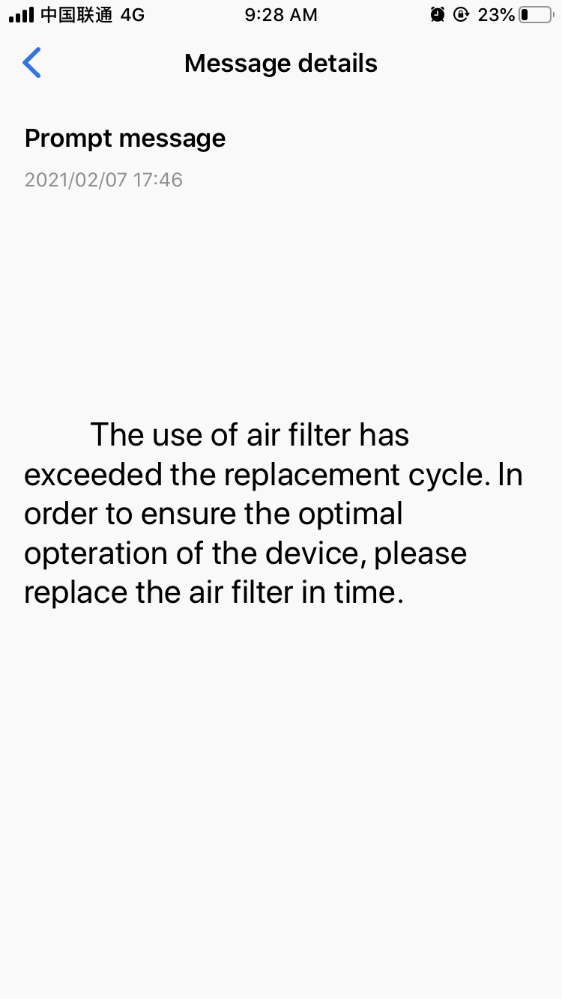 中国联通 4G 9:28 AM 23%
Message details
Prompt message
2021/02/07 17:46
The use of air filter has
exceeded the replacement cycle. In
order to ensure the optimal
opteration of the device, please
replace the air filter in time.